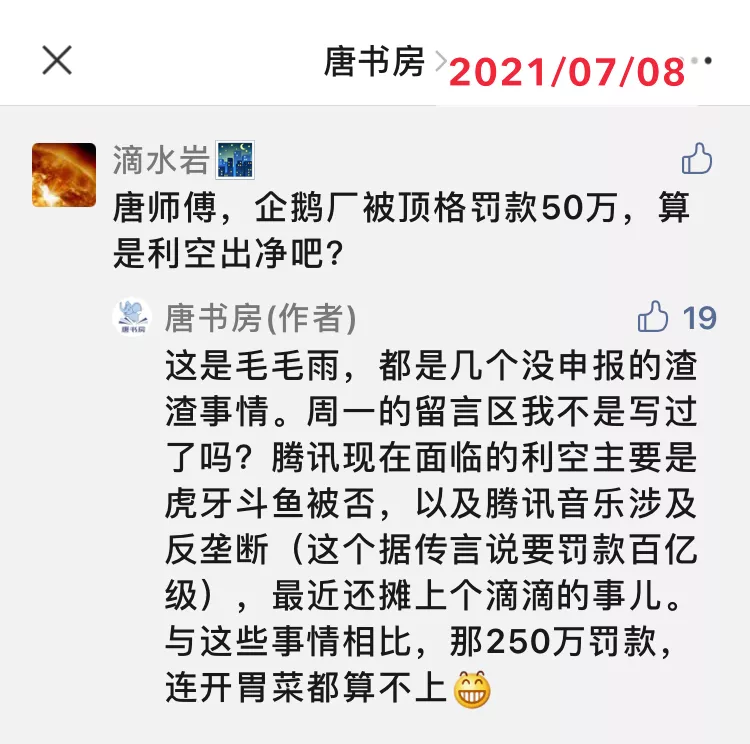 唐书房
2021/07/08
滴水岩
唐师傅，企鹅厂被顶格罚款50万，算
是利空出净吧？
唐书房(作者)
19
这是毛毛雨，都是几个没申报的渣
渣事情。周一的留言区我不是写过
了吗？腾讯现在面临的利空主要是
虎牙斗鱼被否，以及腾讯音乐涉及
反垄断（这个据传言说要罚款百亿
级），最近还摊上个滴滴的事儿。
与这些事情相比，那250万罚款，
连开胃菜都算不上😁